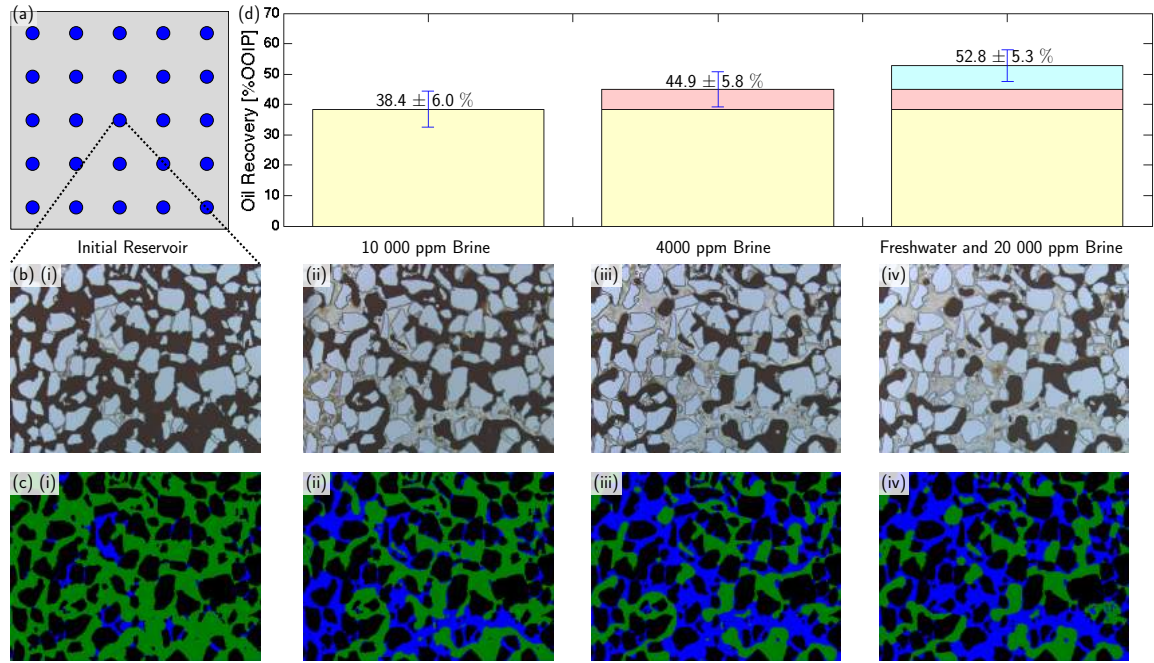 (a)
(d)
Oil Recovery [%OOIP]
70
60
50
40
30
20
10
0
38.4 ± 6.0 %
44.9 ± 5.8 %
52.8 ± 5.3 %
Initial Reservoir
10 000 ppm Brine
4000 ppm Brine
Freshwater and 20 000 ppm Brine
(b) (i)
(ii)
(iii)
(iv)
(c) (i)
(ii)
(iii)
(iv)